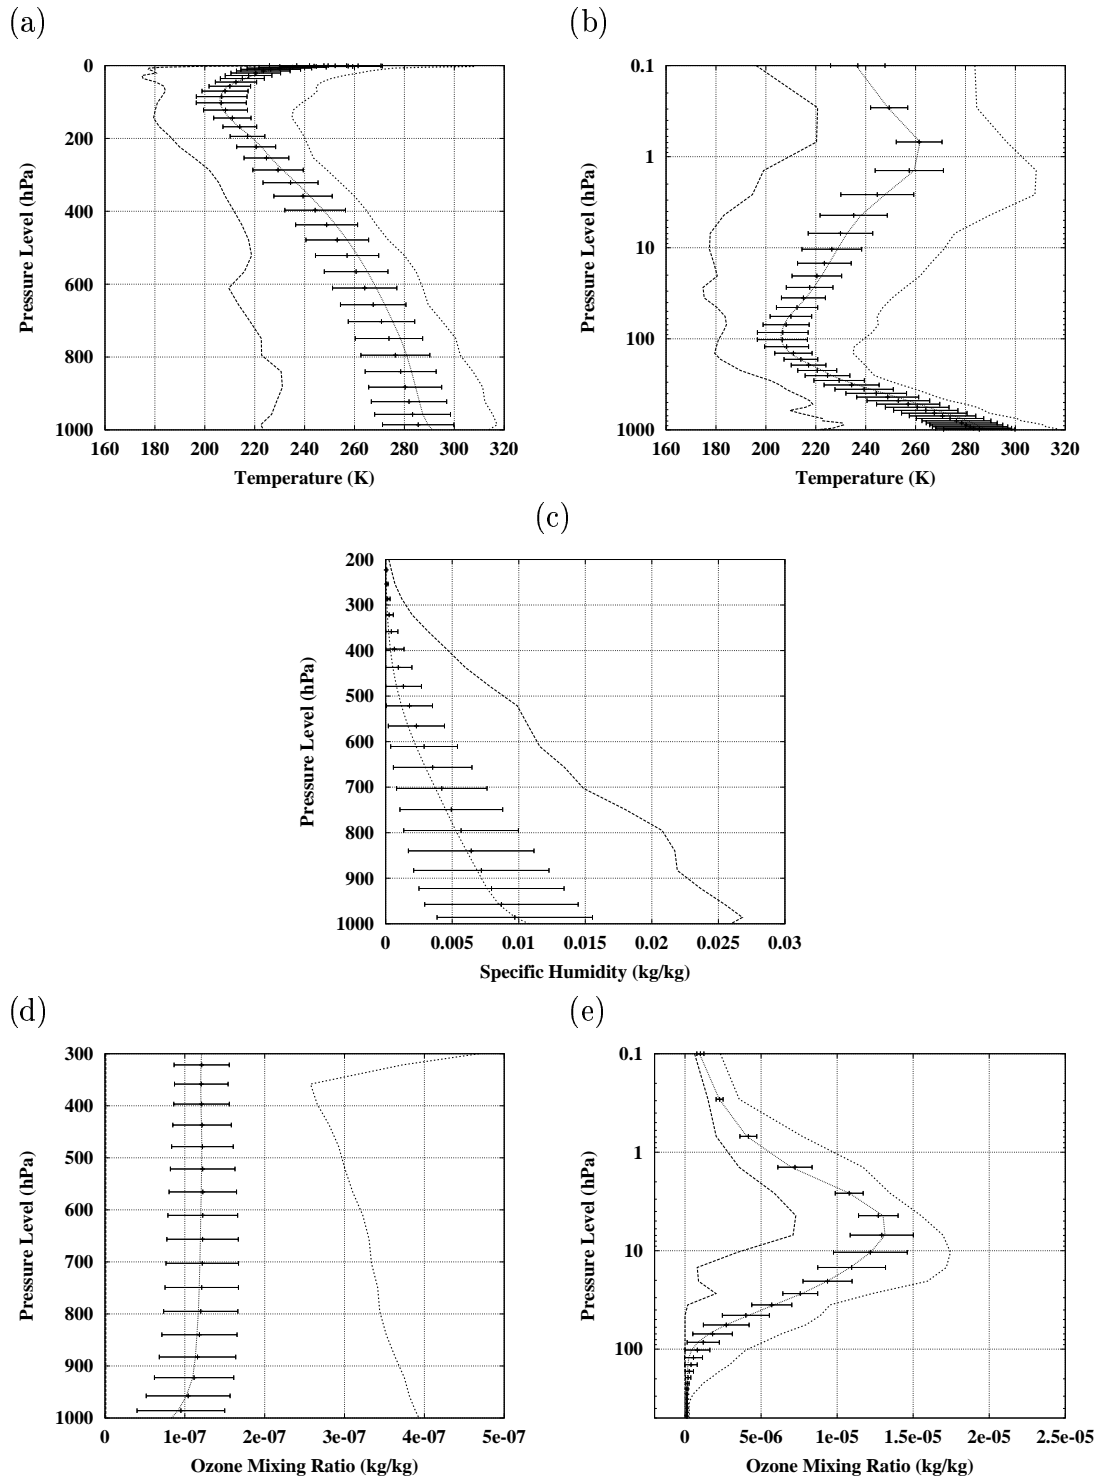 (a)
0
200
400
600
800
1000
160 180 200 220 240 260 280 300 320
Pressure Level (hPa)
Temperature (K)
(b)
0.1
1
10
100
1000
160 180 200 220 240 260 280 300 320
Pressure Level (hPa)
Temperature (K)
(c)
200
300
400
500
600
700
800
900
1000
0 0.005 0.01 0.015 0.02 0.025 0.03
Pressure Level (hPa)
Specific Humidity (kg/kg)
(d)
300
400
500
600
700
800
900
1000
0 1e-07 2e-07 3e-07 4e-07 5e-07
Pressure Level (hPa)
Ozone Mixing Ratio (kg/kg)
(e)
0.1
1
10
100
0 5e-06 1e-05 1.5e-05 2e-05 2.5e-05
Pressure Level (hPa)
Ozone Mixing Ratio (kg/kg)